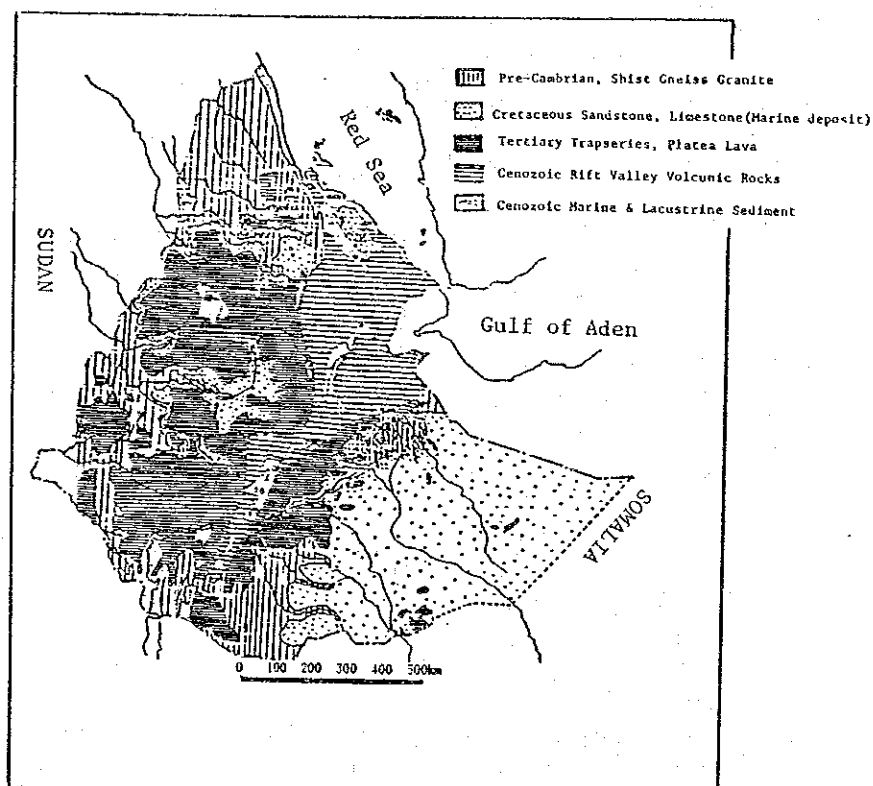 Pre-Cambrian, Shist Gneiss Granite
Cretaceous Sandstone, Limestone(Marine deposit)
Tertiary Trapseries, Platea Lava
Cenozoic Rift Valley Volcunic Rocks
Cenozoic Marine & Lacustrine Sediment
Red Sea
SUDAN
Gulf of Aden
SOMALIA
0 100 200 300 400 500km